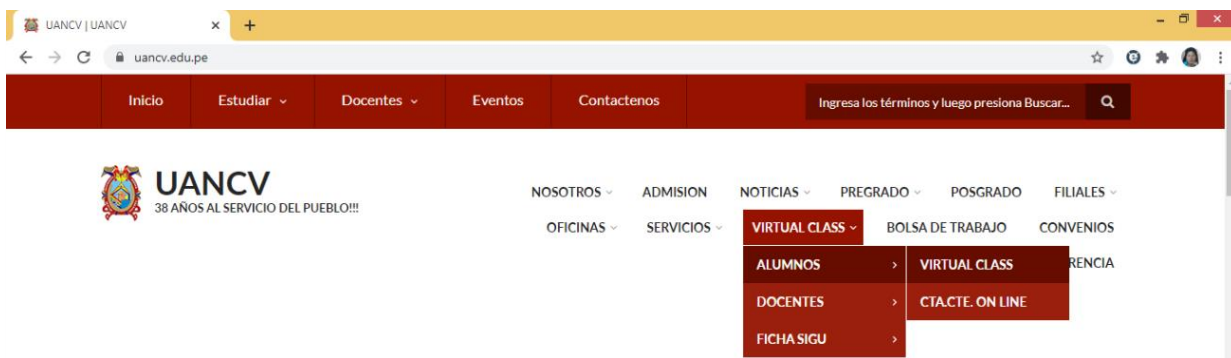 UANCV | UANCV
uancv.edu.pe
Inicio Estudiar Docentes Eventos Contactenos Ingresa los términos y luego presiona Buscar...
UANCV
38 AÑOS AL SERVICIO DEL PUEBLO!!!
NOSOTROS ADMISION NOTICIAS PREGRADO POSGRADO FILIALES
OFICINAS SERVICIOS VIRTUAL CLASS BOLSA DE TRABAJO CONVENIOS
ALUMNOS VIRTUAL CLASS RENCIA
DOCENTES CTA.CTE. ON LINE
FICHA SIGU